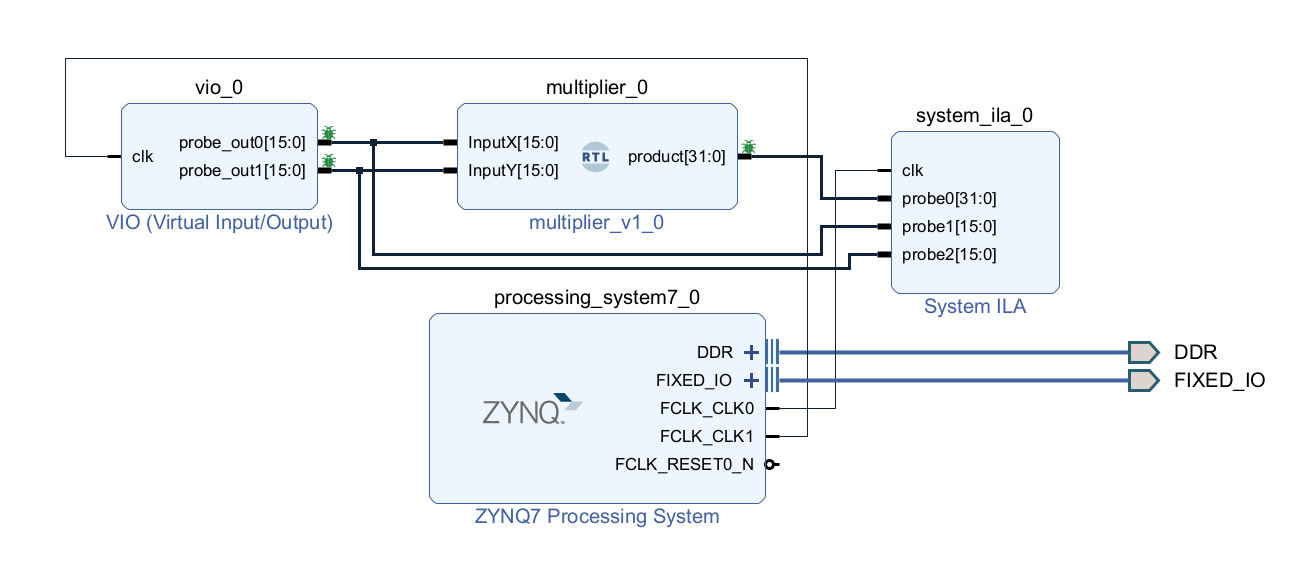 vio_0
clk
probe_out0[15:0]
probe_out1[15:0]
VIO (Virtual Input/Output)
multiplier_0
InputX[15:0]
InputY[15:0]
RTL
product[31:0]
multiplier_v1_0
system_ila_0
clk
probe0[31:0]
probe1[15:0]
probe2[15:0]
System ILA
processing_system7_0
ZYNQ
DDR
FIXED_IO
FCLK_CLK0
FCLK_CLK1
FCLK_RESET0_N
ZYNQ7 Processing System
DDR
FIXED_IO